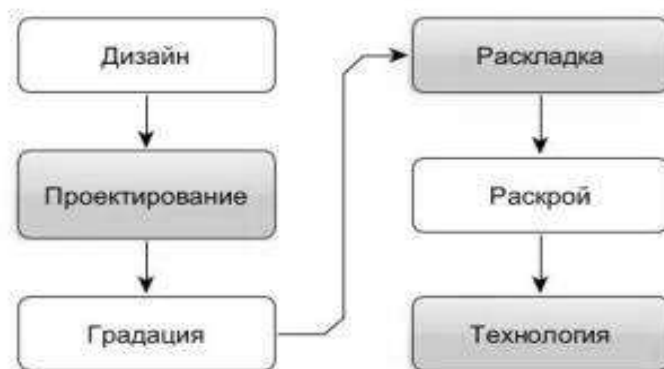 Дизайн
Проектирование
Градация
Раскладка
Раскрой
Технология